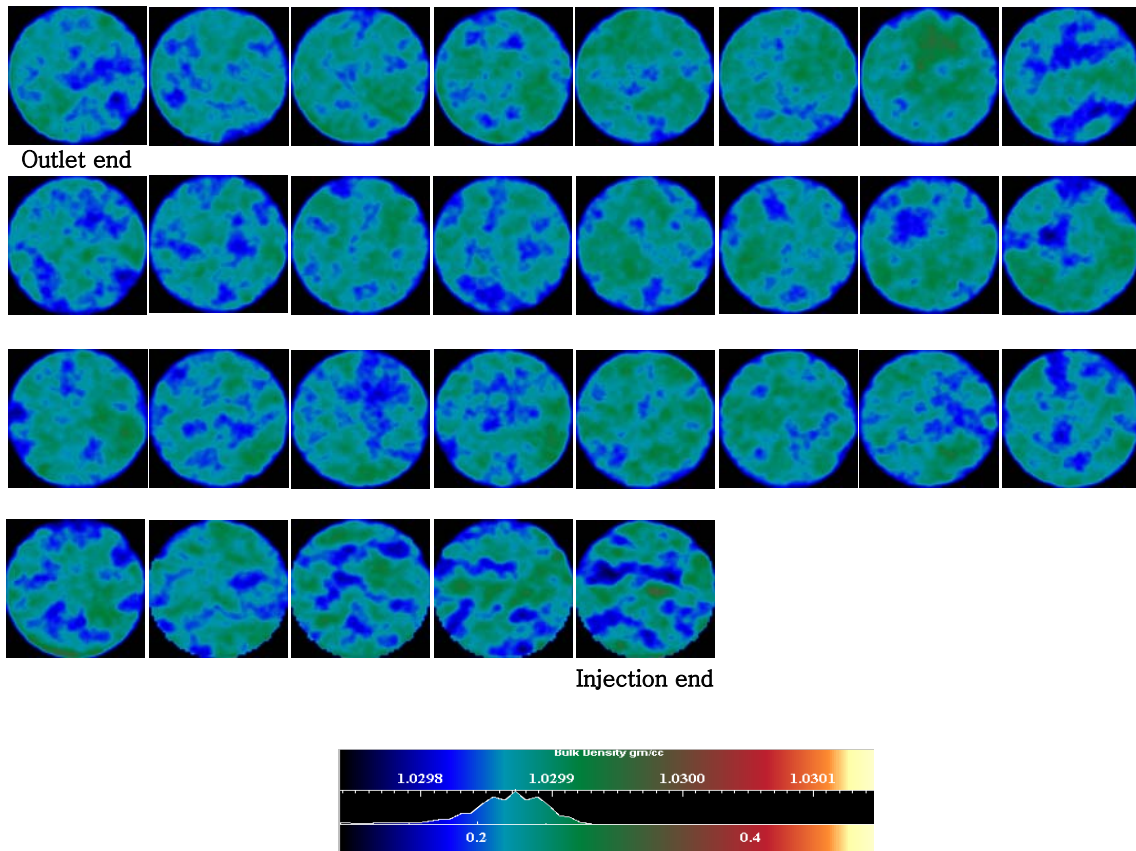 Outlet end
Injection end
Bulk Density gm/cc
1.0298 1.0299 1.0300 1.0301
0.2 0.4